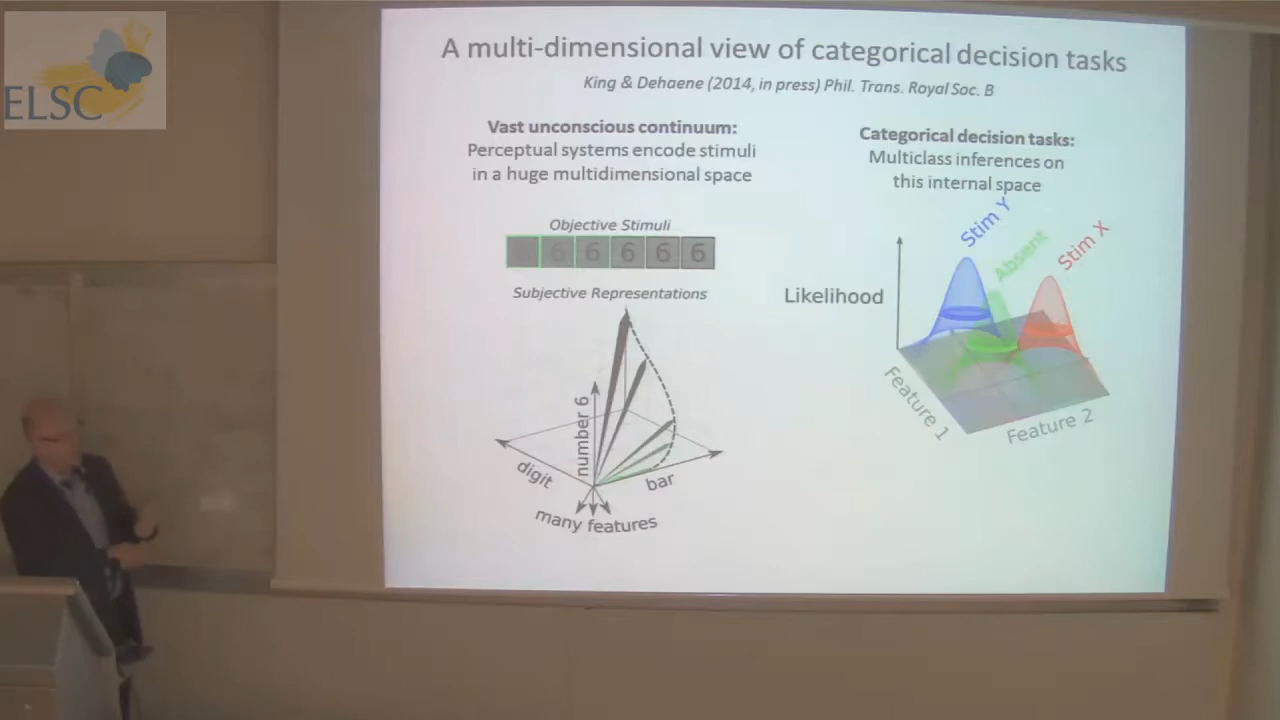 ELSC
A multi-dimensional view of categorical decision tasks
King & Dehaene (2014, in press) Phil. Trans. Royal Soc. B
Vast unconscious continuum:
Perceptual systems encode stimuli
in a huge multidimensional space
Objective Stimuli
6 6 6 6 6
Subjective Representations
number 6
digit
bar
many features
Categorical decision tasks:
Multiclass inferences on
this internal space
Stim Y
Absent
Stim X
Likelihood
Feature 1
Feature 2